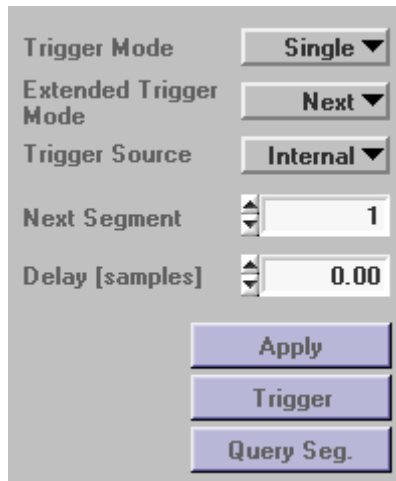 Trigger Mode Single
Extended Trigger
Mode Next
Trigger Source Internal
Next Segment 1
Delay [samples] 0.00
Apply
Trigger
Query Seg.